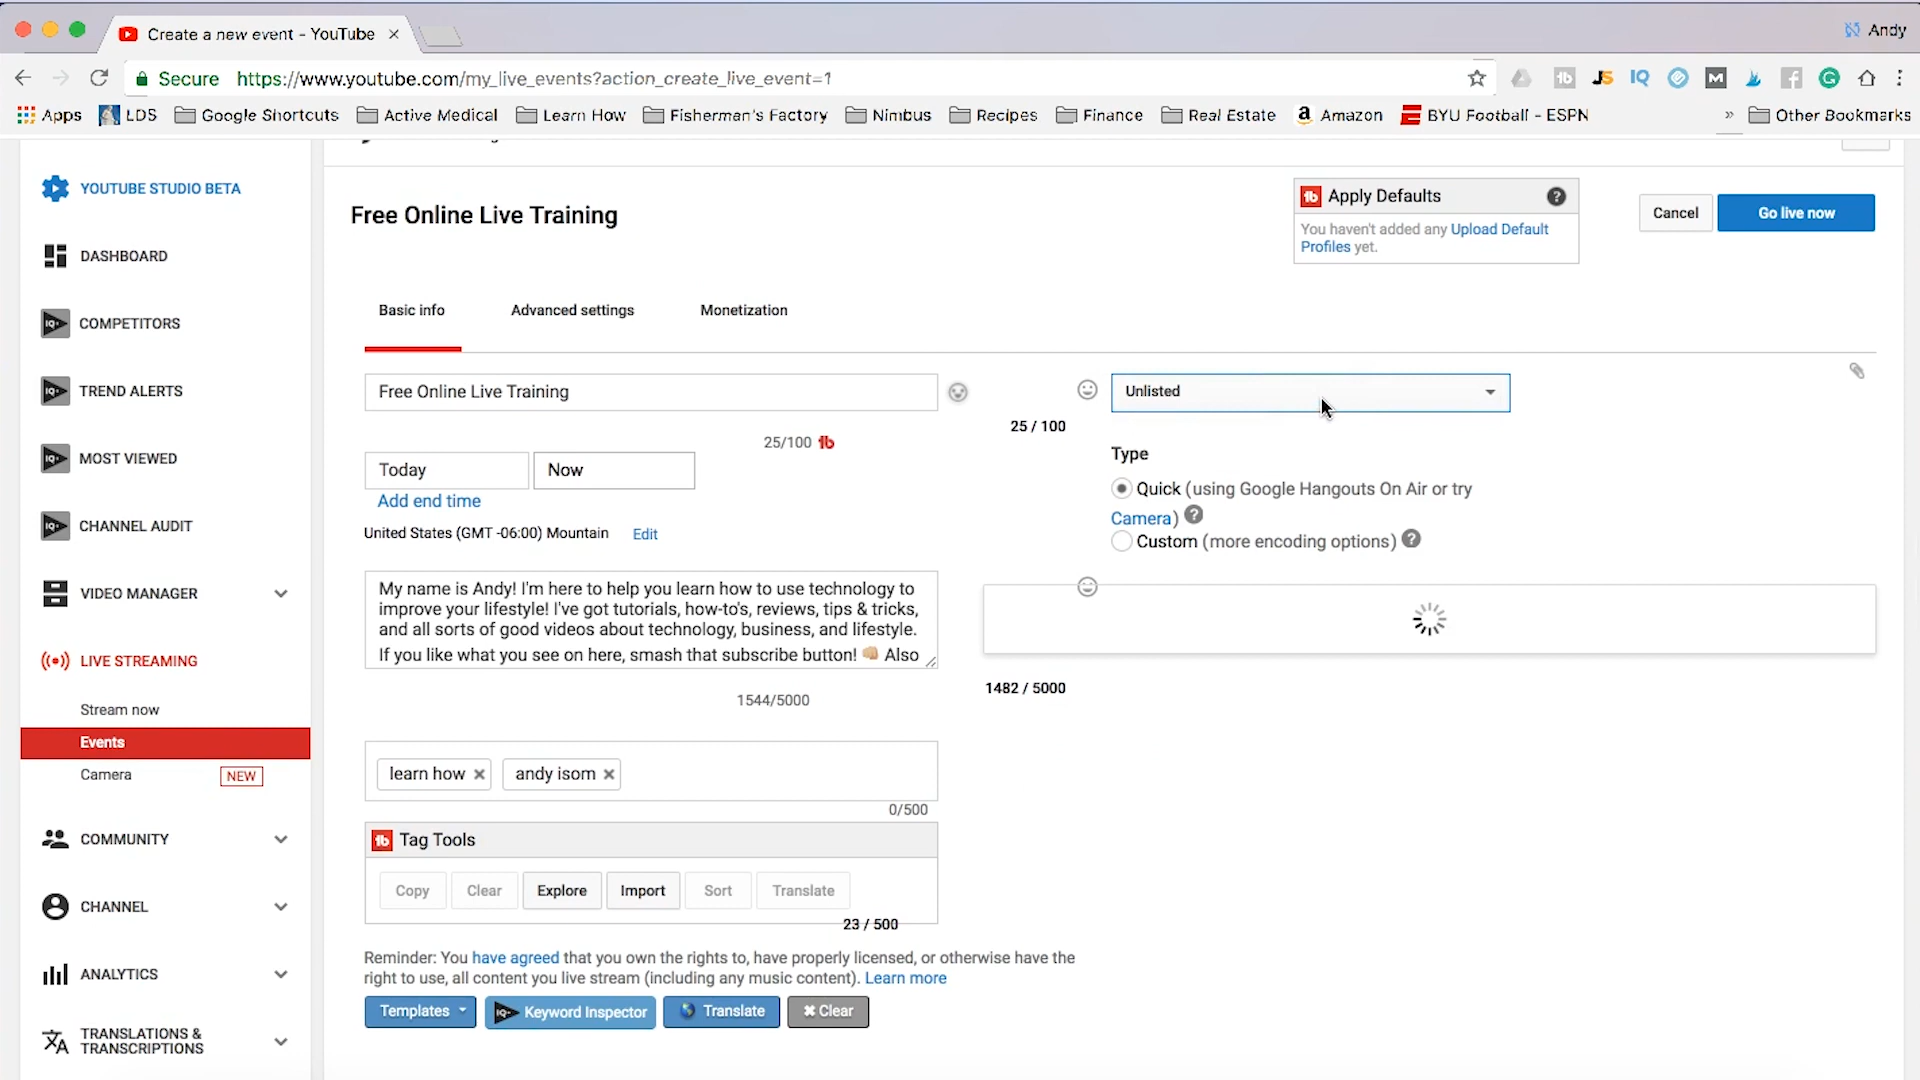 Create a new event - YouTube
Andy
Secure https://www.youtube.com/my_live_events?action_create_live_event=1
Apps LDS Google Shortcuts Active Medical Learn How Fisherman's Factory Nimbus Recipes Finance Real Estate Amazon BYU Football - ESPN » Other Bookmarks
YOUTUBE STUDIO BETA
DASHBOARD
COMPETITORS
TREND ALERTS
MOST VIEWED
CHANNEL AUDIT
VIDEO MANAGER
LIVE STREAMING
Stream now
Events
Camera NEW
COMMUNITY
CHANNEL
ANALYTICS
TRANSLATIONS &
TRANSCRIPTIONS
Free Online Live Training
Apply Defaults
You haven't added any Upload Default
Profiles yet.
Cancel Go live now
Basic info Advanced settings Monetization
Free Online Live Training
25/100
25 / 100
Unlisted
Today Now
Add end time
United States (GMT -06:00) Mountain Edit
Type
Quick (using Google Hangouts On Air or try
Camera)
Custom (more encoding options)
My name is Andy! I'm here to help you learn how to use technology to
improve your lifestyle! I've got tutorials, how-to's, reviews, tips & tricks,
and all sorts of good videos about technology, business, and lifestyle.
If you like what you see on here, smash that subscribe button! 👊🏼 Also
1544/5000
1482 / 5000
learn how andy isom
0/500
Tag Tools
Copy Clear Explore Import Sort Translate
23 / 500
Reminder: You have agreed that you own the rights to, have properly licensed, or otherwise have the
right to use, all content you live stream (including any music content). Learn more
Templates Keyword Inspector Translate Clear